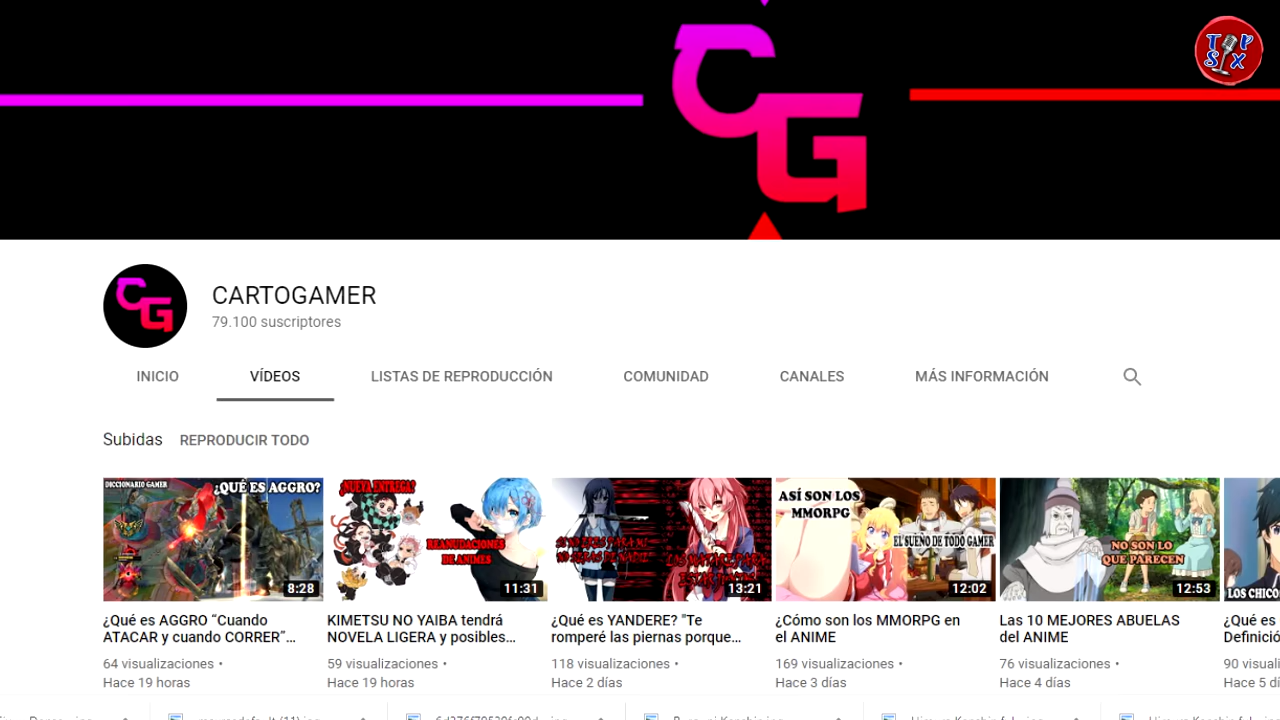 CG
TOP
SIX
CG
CARTOGAMER
79.100 suscriptores
INICIO
VÍDEOS
LISTAS DE REPRODUCCIÓN
COMUNIDAD
CANALES
MÁS INFORMACIÓN
Subidas
REPRODUCIR TODO
DICCIONARIO GAMER
¿QUÉ ES AGGRO?
8:28
¿NUEVA ENTREGA?
REANUDACIONES
DE ANIMES
11:31
13:21
ASÍ SON LOS
MMORPG
EL SUEÑO DE TODO GAMER
12:02
NO SON LO
QUE PARECEN
12:53
LOS CHICO
¿Qué es AGGRO “Cuando
ATACAR y cuando CORRER”...
64 visualizaciones •
Hace 19 horas
KIMETSU NO YAIBA tendrá
NOVELA LIGERA y posibles...
59 visualizaciones •
Hace 19 horas
¿Qué es YANDERE? "Te
romperé las piernas porque...
118 visualizaciones •
Hace 2 días
¿Cómo son los MMORPG en
el ANIME
169 visualizaciones •
Hace 3 días
Las 10 MEJORES ABUELAS
del ANIME
76 visualizaciones •
Hace 4 días
¿Qué es
Definició
90 visuali
Hace 5 dí